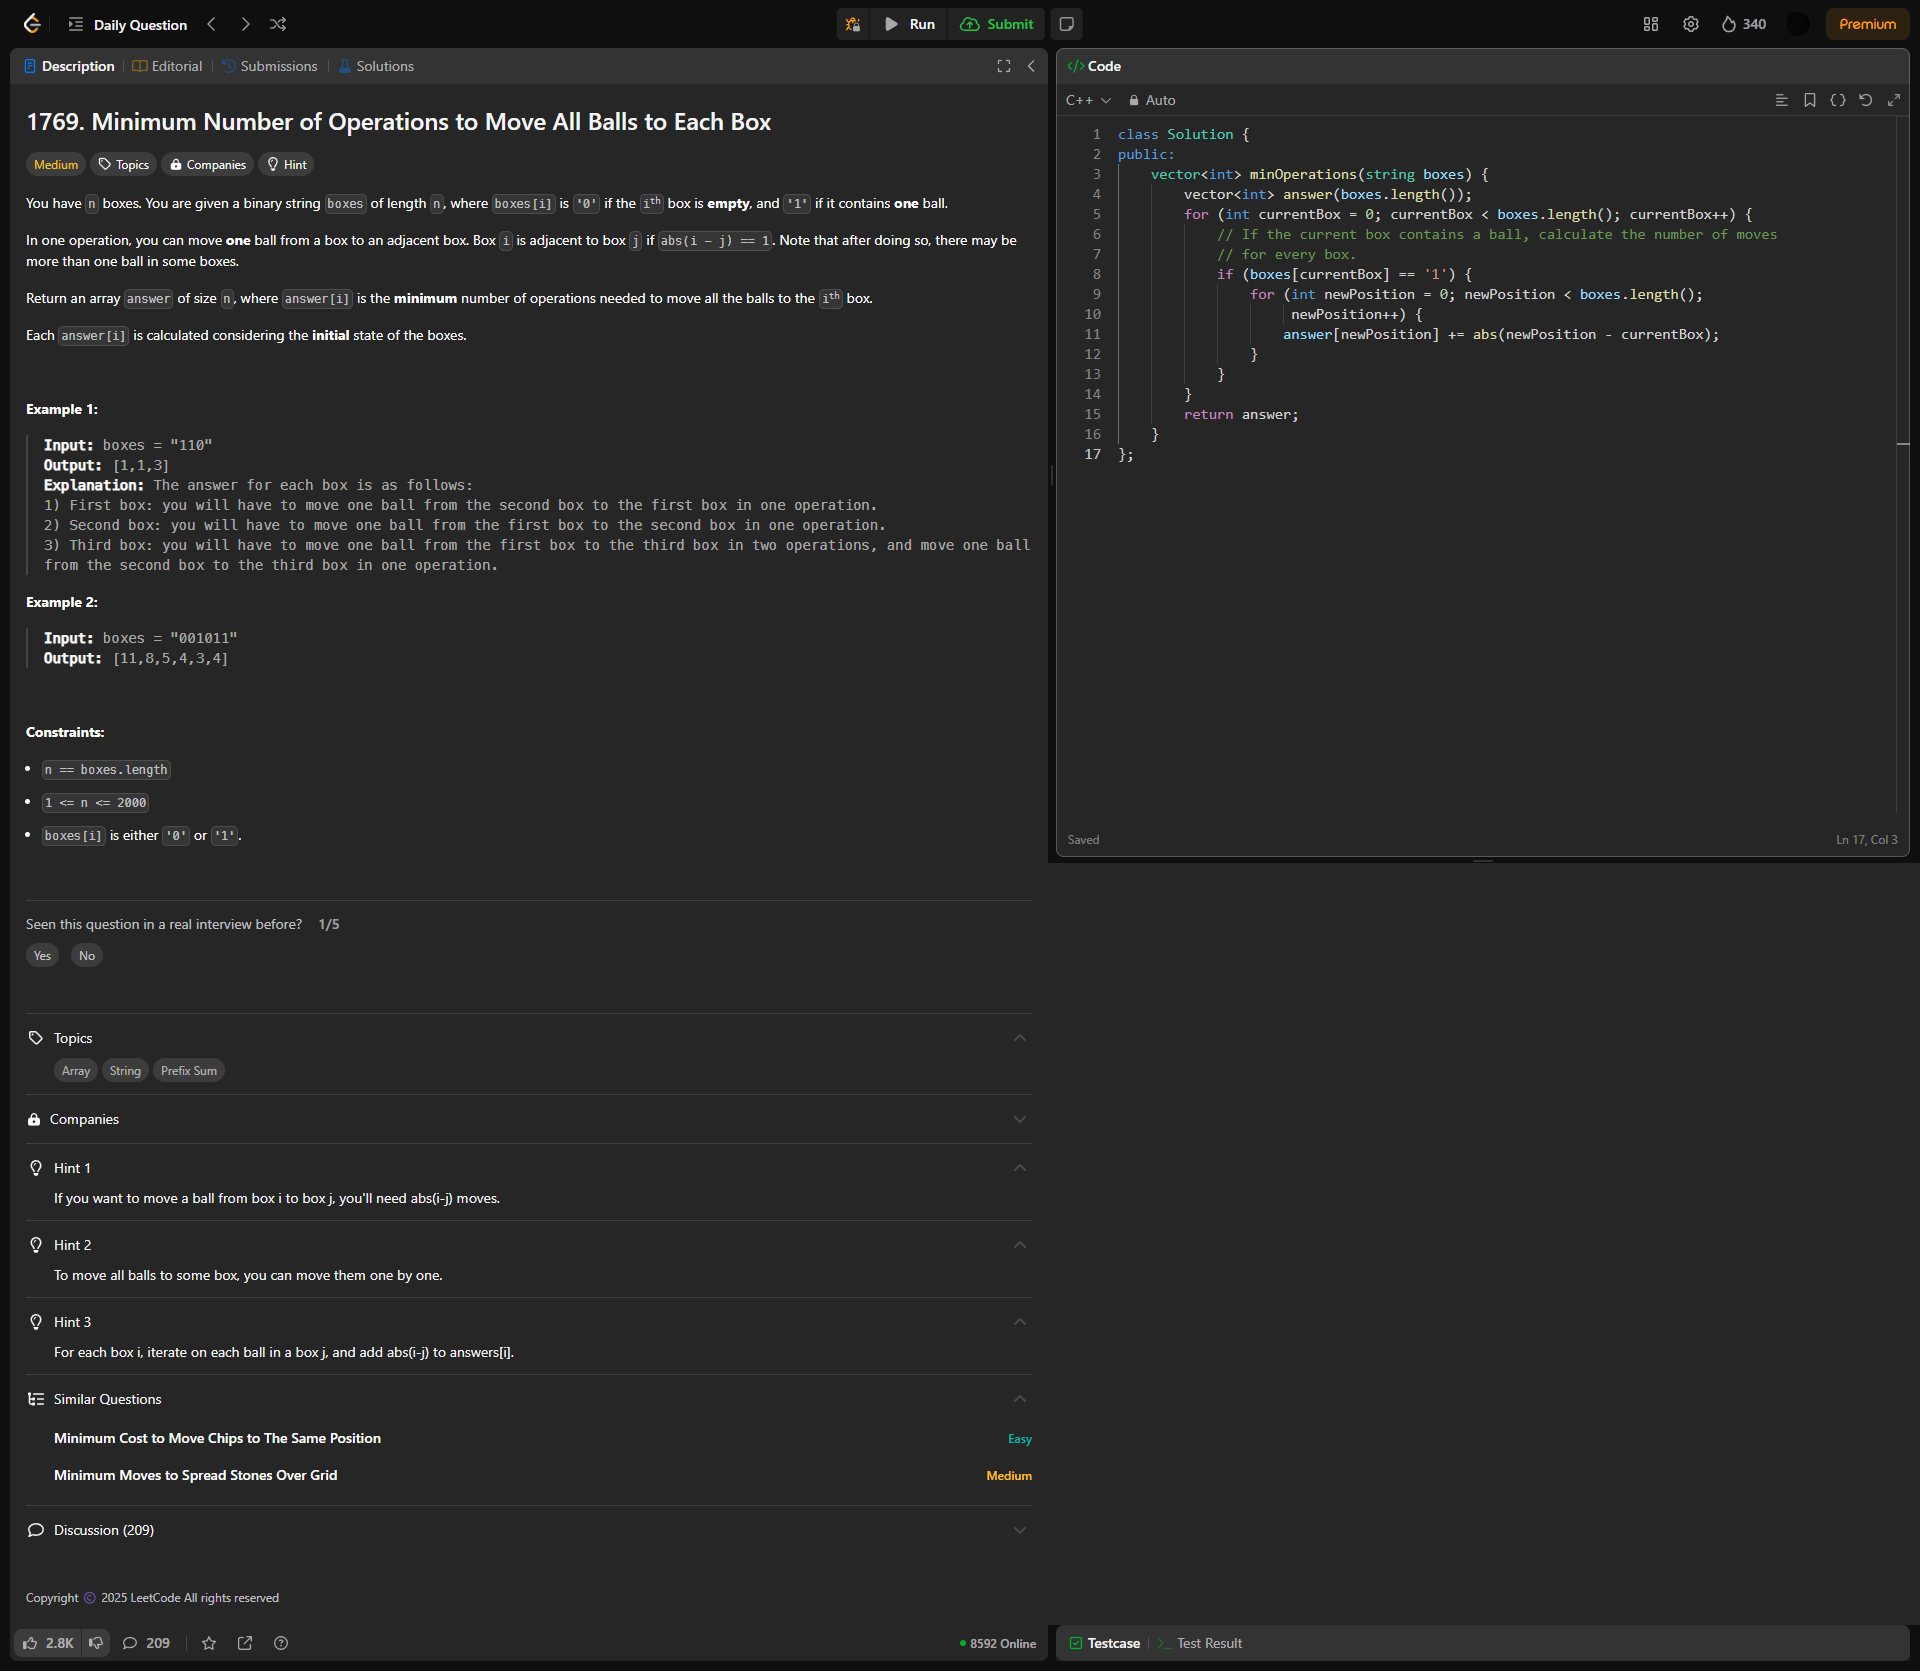 Daily Question
Run
Submit
340
Premium
Description
Editorial
Submissions
Solutions
1769. Minimum Number of Operations to Move All Balls to Each Box
Medium
Topics
Companies
Hint
You have n boxes. You are given a binary string boxes of length n, where boxes[i] is '0' if the ith box is empty, and '1' if it contains one ball.
In one operation, you can move one ball from a box to an adjacent box. Box i is adjacent to box j if abs(i - j) == 1. Note that after doing so, there may be
more than one ball in some boxes.
Return an array answer of size n, where answer[i] is the minimum number of operations needed to move all the balls to the ith box.
Each answer[i] is calculated considering the initial state of the boxes.
Example 1:
Input: boxes = "110"
Output: [1,1,3]
Explanation: The answer for each box is as follows:
1) First box: you will have to move one ball from the second box to the first box in one operation.
2) Second box: you will have to move one ball from the first box to the second box in one operation.
3) Third box: you will have to move one ball from the first box to the third box in two operations, and move one ball
from the second box to the third box in one operation.
Example 2:
Input: boxes = "001011"
Output: [11,8,5,4,3,4]
Constraints:
n == boxes.length
1 <= n <= 2000
boxes[i] is either '0' or '1'.
Seen this question in a real interview before? 1/5
Yes
No
Topics
Array
String
Prefix Sum
Companies
Hint 1
If you want to move a ball from box i to box j, you'll need abs(i-j) moves.
Hint 2
To move all balls to some box, you can move them one by one.
Hint 3
For each box i, iterate on each ball in a box j, and add abs(i-j) to answers[i].
Similar Questions
Minimum Cost to Move Chips to The Same Position
Easy
Minimum Moves to Spread Stones Over Grid
Medium
Discussion (209)
Copyright © 2025 LeetCode All rights reserved
2.8K
209
8592 Online
</> Code
C++
Auto
1 class Solution {
2 public:
3 vector<int> minOperations(string boxes) {
4 vector<int> answer(boxes.length());
5 for (int currentBox = 0; currentBox < boxes.length(); currentBox++) {
6 // If the current box contains a ball, calculate the number of moves
7 // for every box.
8 if (boxes[currentBox] == '1') {
9 for (int newPosition = 0; newPosition < boxes.length();
10 newPosition++) {
11 answer[newPosition] += abs(newPosition - currentBox);
12 }
13 }
14 }
15 return answer;
16 }
17 };
Saved
Ln 17, Col 3
Testcase
Test Result